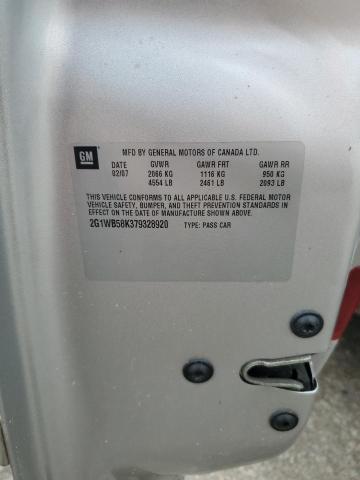 GM
MFD BY GENERAL MOTORS OF CANADA LTD.
DATE GVWR GAWR FRT GAWR RR
02/07 2066 KG 1116 KG 950 KG
4554 LB 2461 LB 2093 LB
THIS VEHICLE CONFORMS TO ALL APPLICABLE U.S. FEDERAL MOTOR
VEHICLE SAFETY, BUMPER, AND THEFT PREVENTION STANDARDS IN
EFFECT ON THE DATE OF MANUFACTURE SHOWN ABOVE.
2G1WB58K379328920 TYPE: PASS CAR